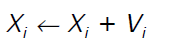 Xᵢ ← Xᵢ + Vᵢ